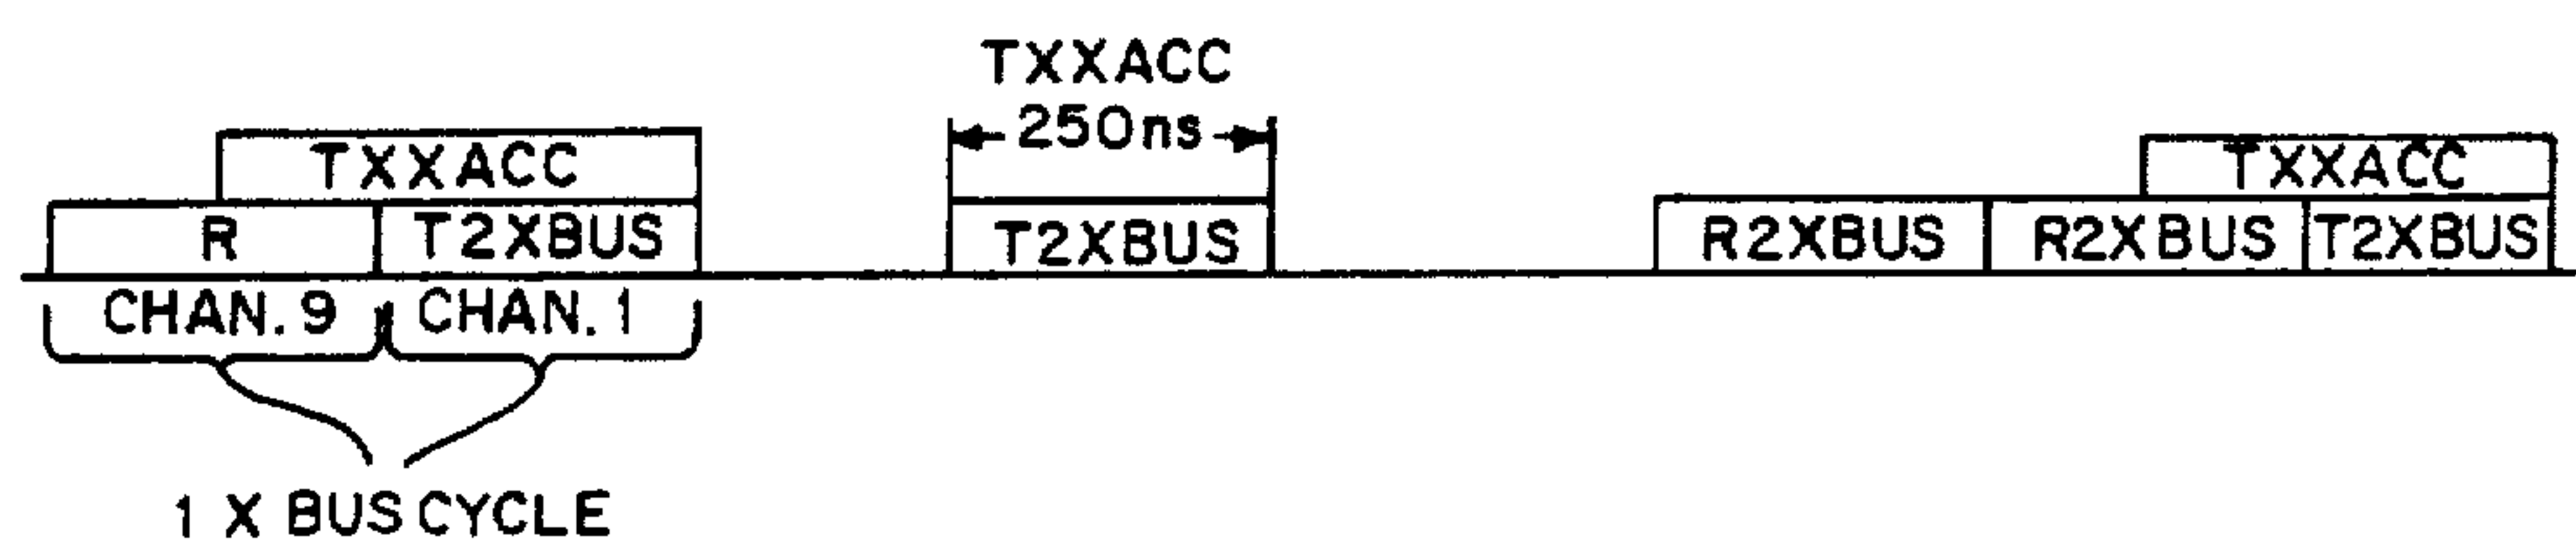 TXXACC
250ns
TXXACC
TXXACC
R T2XBUS
T2XBUS
R2XBUS R2XBUS T2XBUS
CHAN. 9 CHAN. 1
1 X BUS CYCLE